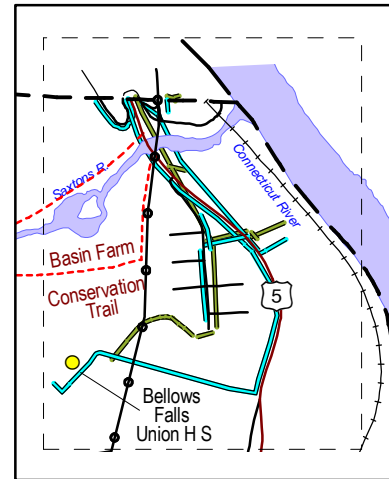 Saxtons R.
Connecticut River
Basin Farm
Conservation
Trail
5
Bellows
Falls
Union H S